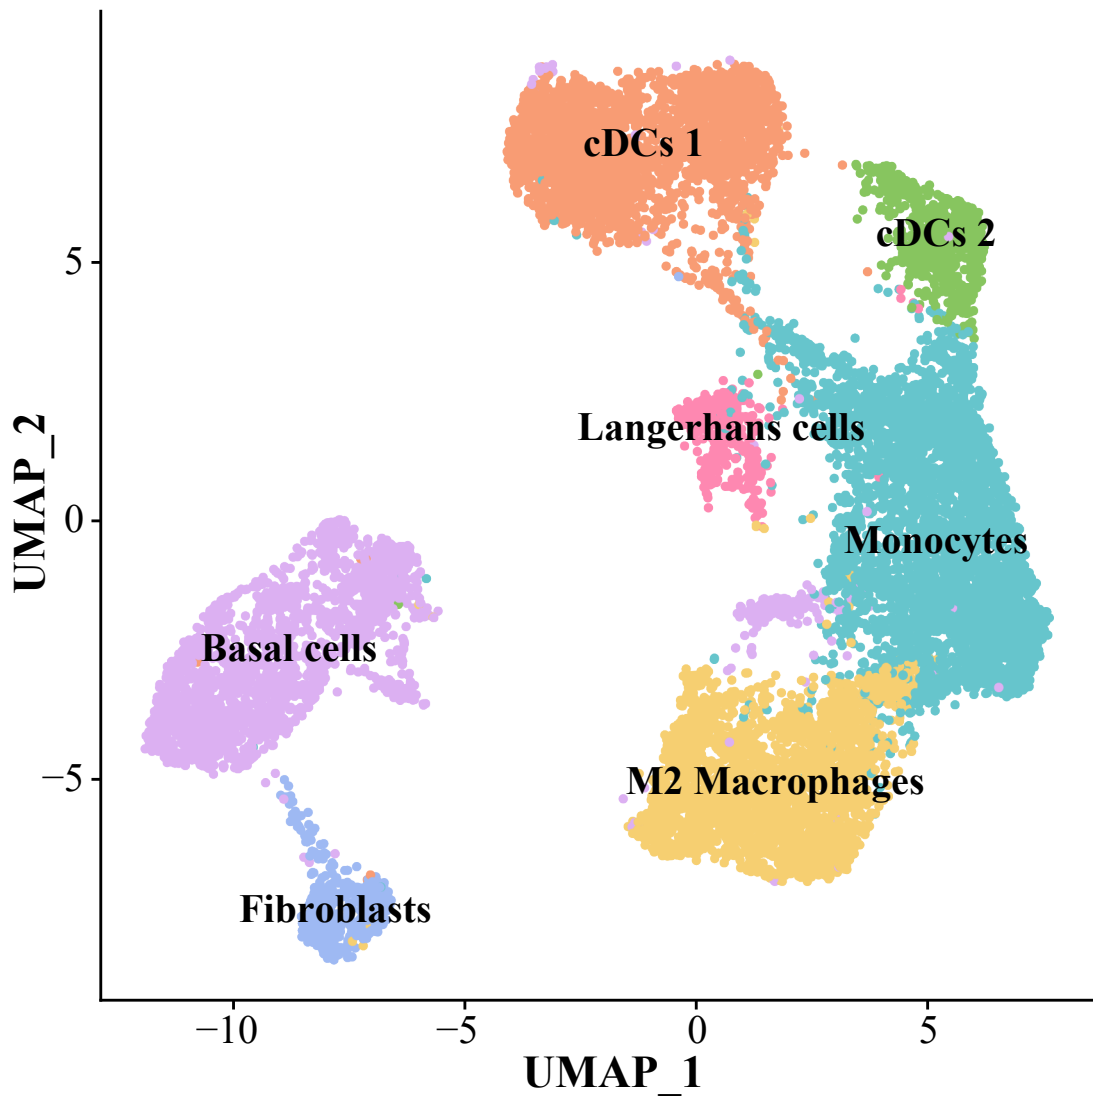 cDCs 1
cDCs 2
5
Langerhans cells
UMAP_2
0
Monocytes
Basal cells
−5
M2 Macrophages
Fibroblasts
−10
−5
0
5
UMAP_1